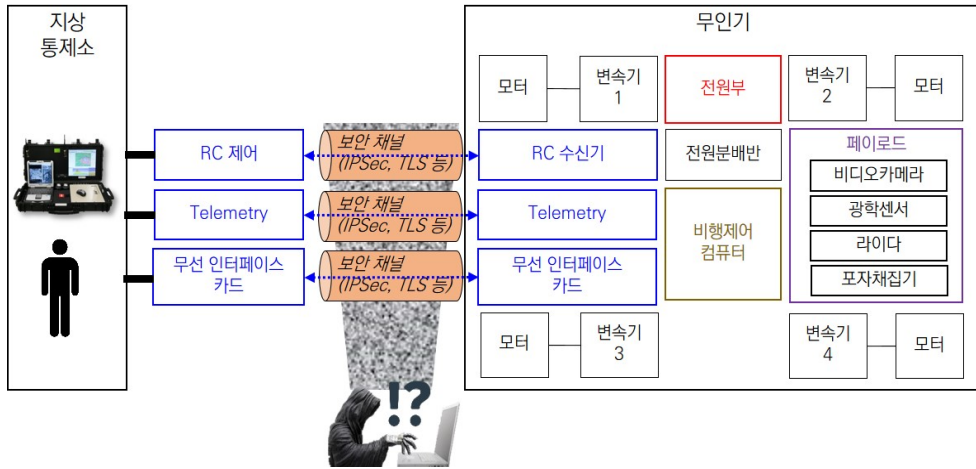 지상
통제소
무인기
모터
변속기
1
전원부
변속기
2
모터
RC 제어
보안 채널
(IPSec, TLS 등)
RC 수신기
전원분배반
페이로드
비디오카메라
광학센서
라이다
포자채집기
Telemetry
보안 채널
(IPSec, TLS 등)
Telemetry
비행제어
컴퓨터
무선 인터페이스
카드
보안 채널
(IPSec, TLS 등)
무선 인터페이스
카드
모터
변속기
3
변속기
4
모터
!?